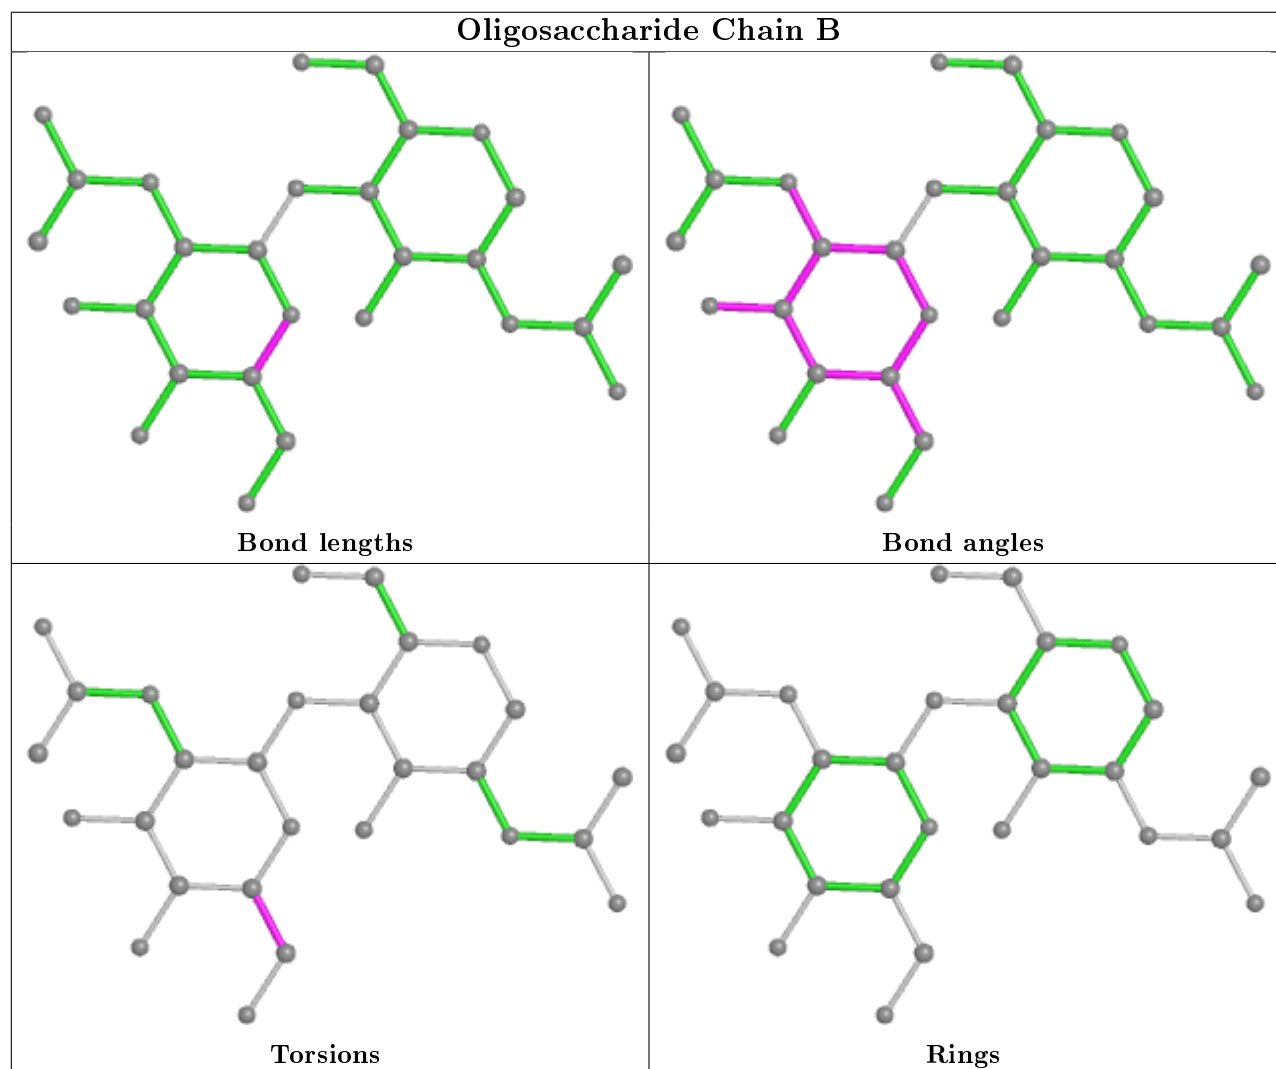 Oligosaccharide Chain B
Bond lengths
Bond angles
Torsions
Rings